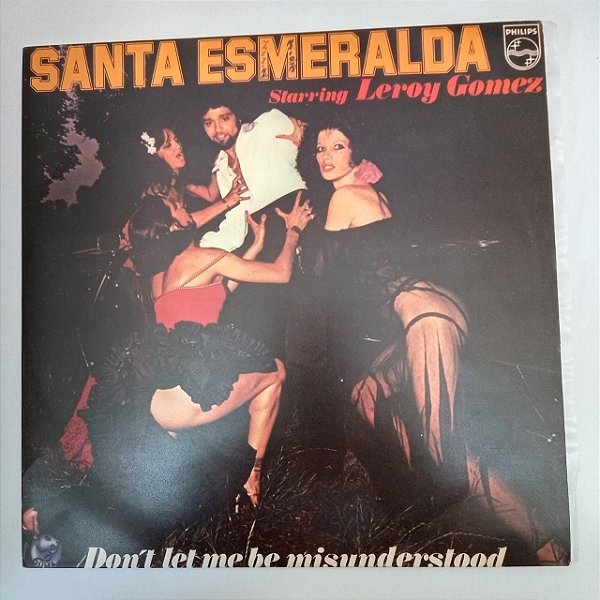 PHILIPS
SANTA ESMERALDA
Starring Leroy Gomez
Don't let me be misunderstood